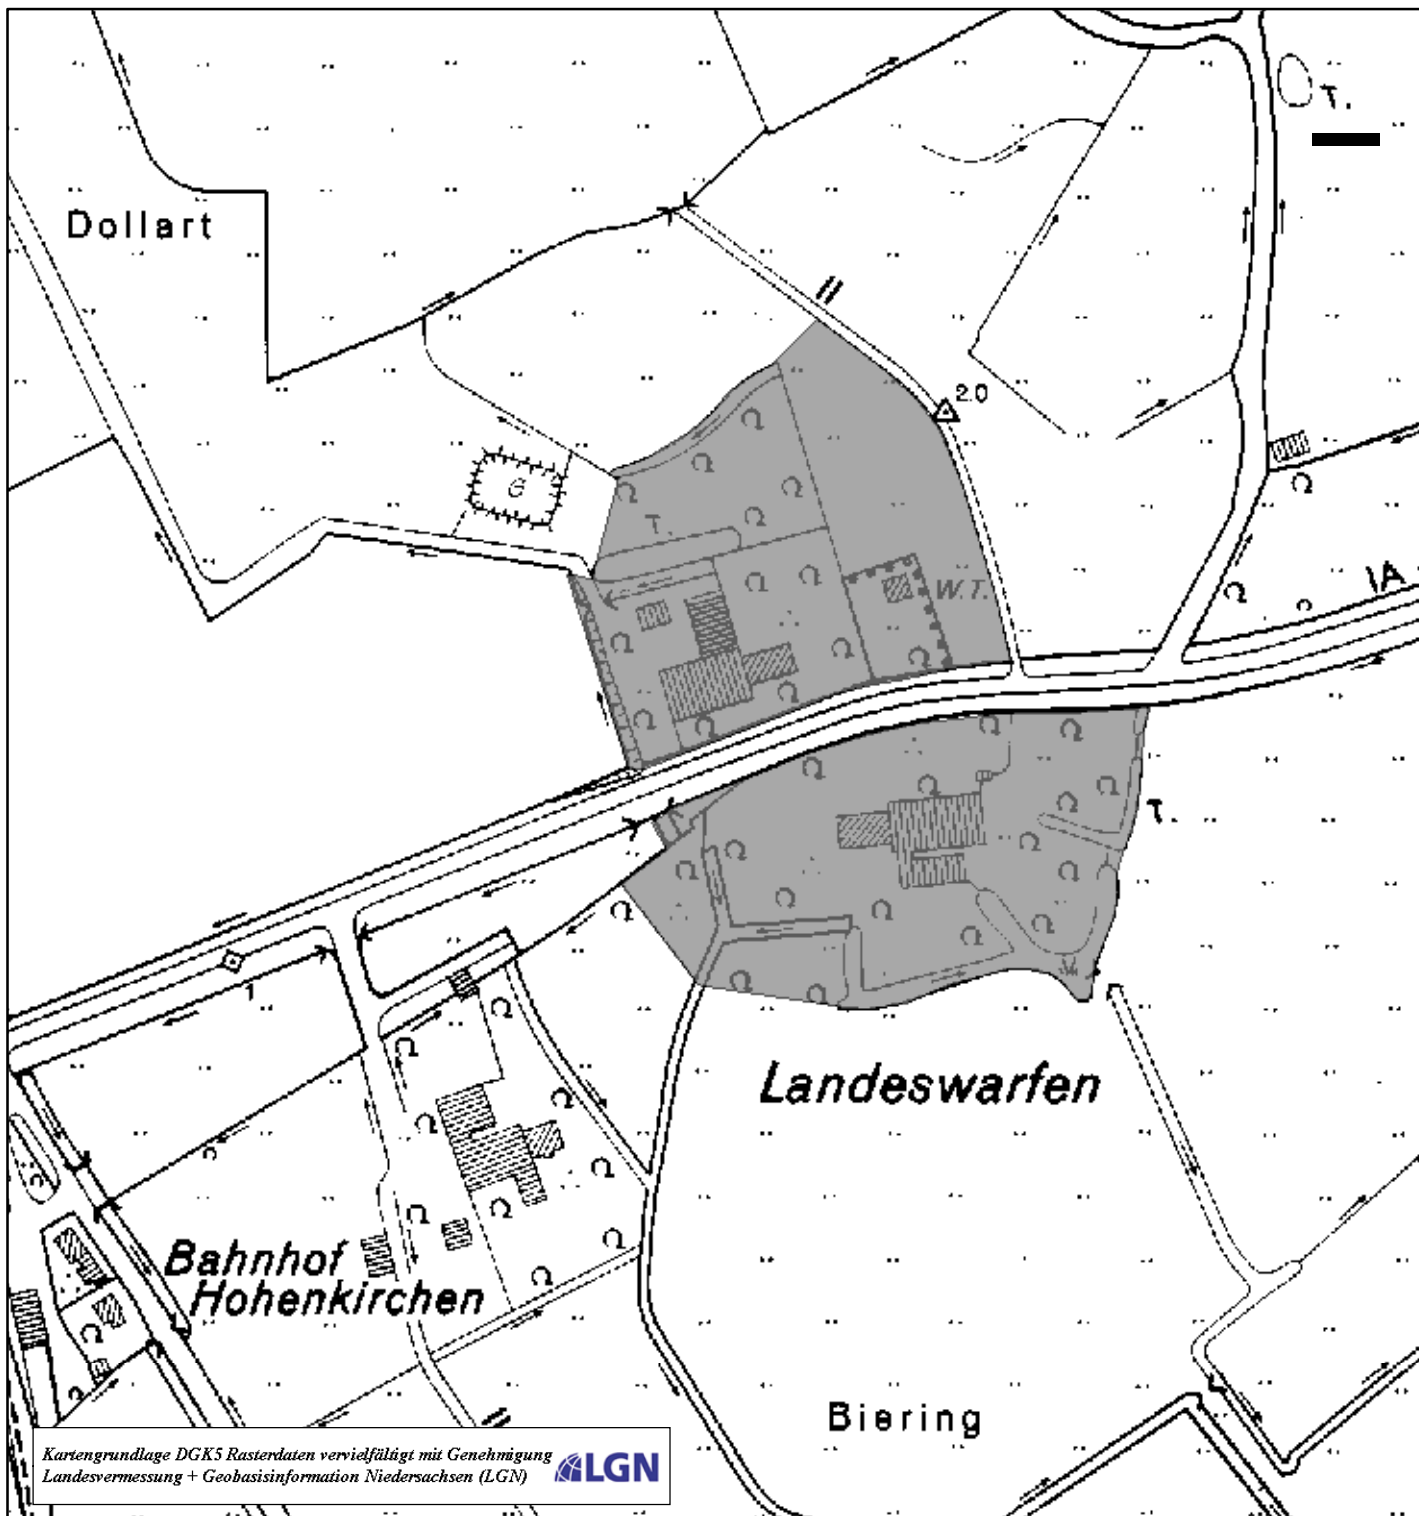 T.
Dollart
2.0
G
T.
IA
W.T.
T.
1
Landeswarfen
Bahnhof
Hohenkirchen
Biering
Kartengrundlage DGK5 Rasterdaten vervielfältigt mit Genehmigung
Landesvermessung + Geobasisinformation Niedersachsen (LGN)
LGN